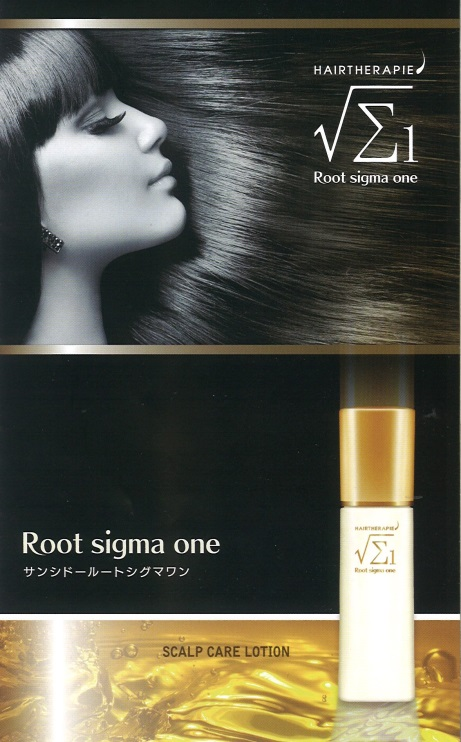 HAIRTHERAPIE
√Σ1
Root sigma one
Root sigma one
サンシドールートシグマワン
HAIRTHERAPIE
√Σ1
Root sigma one
SCALP CARE LOTION